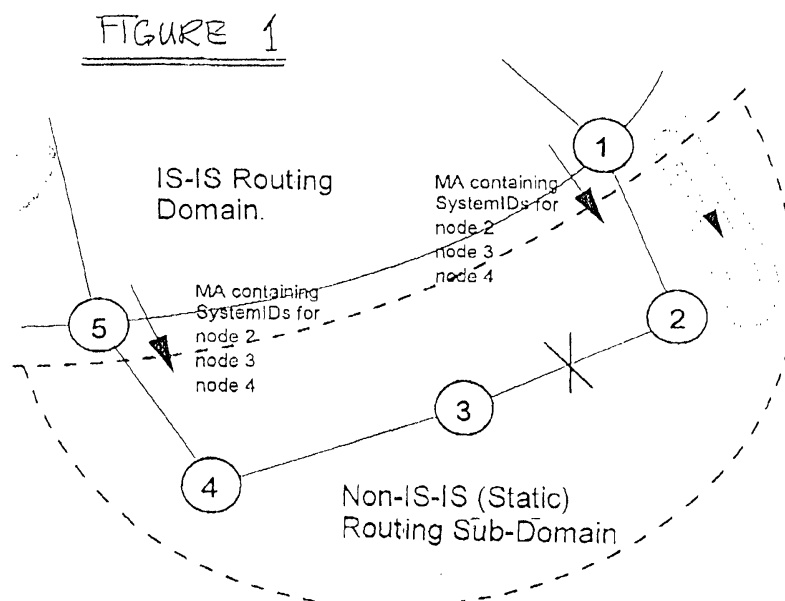 FIGURE 1
1
IS-IS Routing
Domain.
MA containing
SystemIDs for
node 2
node 3
node 4
MA containing
SystemIDs for
node 2
node 3
node 4
5
2
3
4
Non-IS-IS (Static)
Routing Sub-Domain